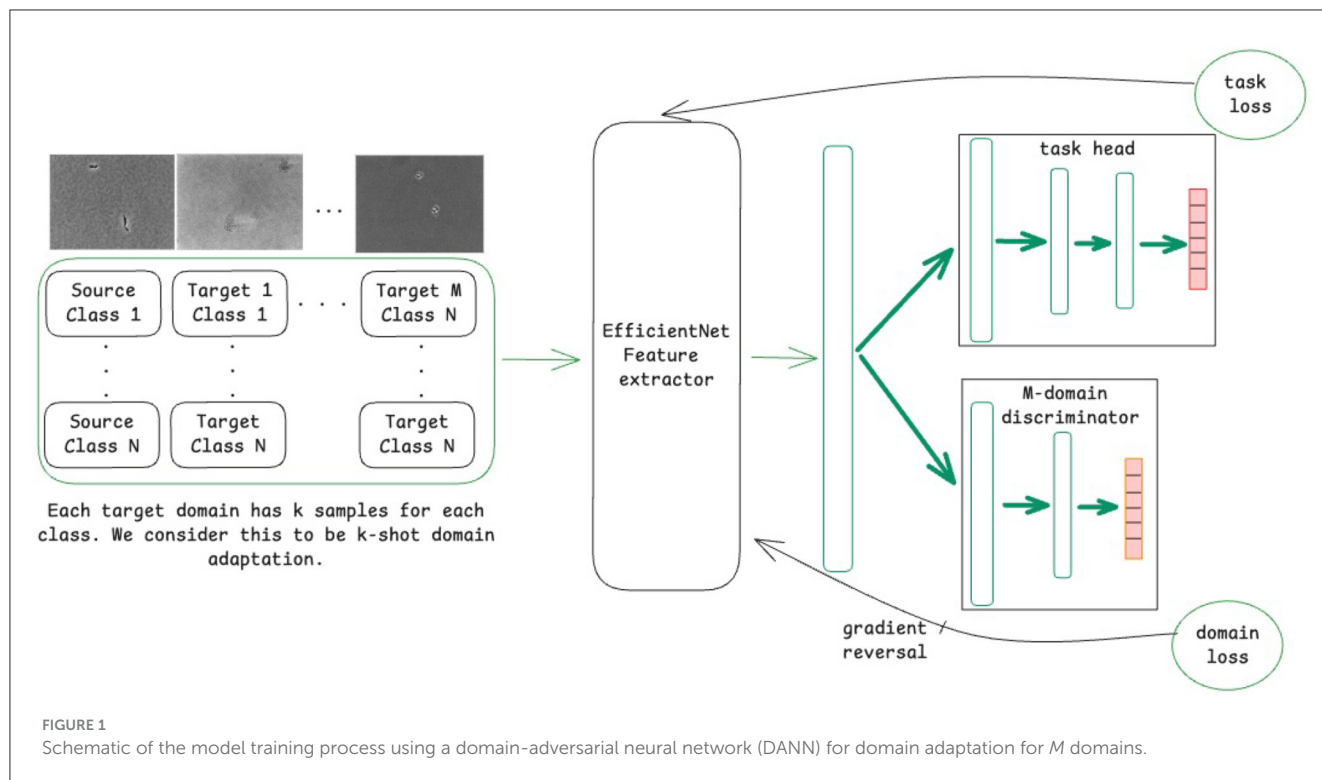 task
loss
task head
. . .
Source
Class 1
Target 1
Class 1
. . .
Target M
Class N
.
.
.
.
.
.
.
.
.
Source
Class N
Target
Class N
Target
Class N
Each target domain has k samples for each
class. We consider this to be k-shot domain
adaptation.
EfficientNet
Feature
extractor
M-domain
discriminator
gradient
reversal
domain
loss
FIGURE 1
Schematic of the model training process using a domain-adversarial neural network (DANN) for domain adaptation for M domains.